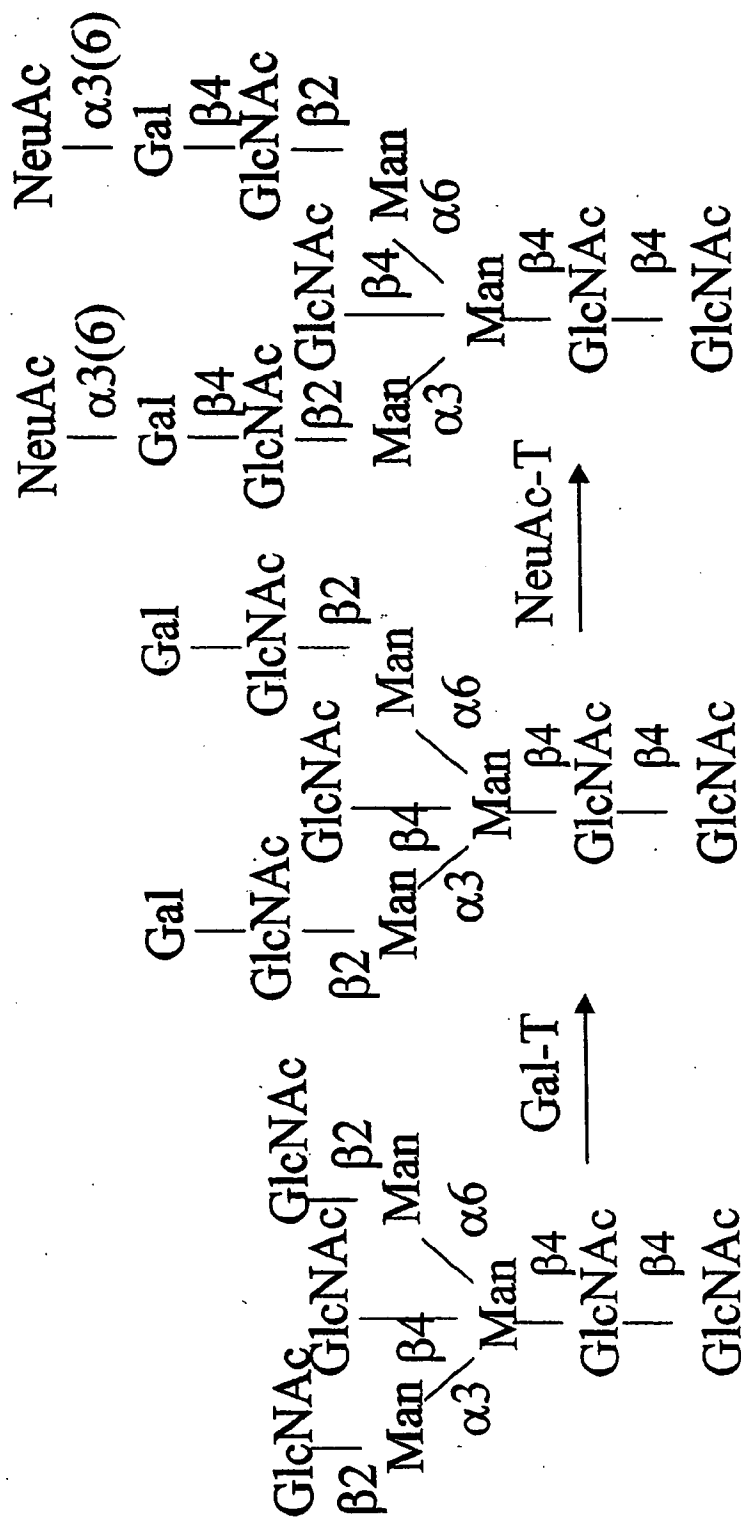 GlcNAc GlcNAc
GlcNAc
β2 β2
Man β4 Man
α3 α6
Man
β4
GlcNAc
β4
GlcNAc
Gal-T
Gal Gal
GlcNAc GlcNAc
GlcNAc
β2 β2
Man β4 Man
α3 α6
Man
β4
GlcNAc
β4
GlcNAc
NeuAc-T
NeuAc NeuAc
α3(6) α3(6)
Gal Gal
β4 β4
GlcNAc GlcNAc
β2 GlcNAc β2
Man β4 Man
α3 α6
Man
β4
GlcNAc
β4
GlcNAc